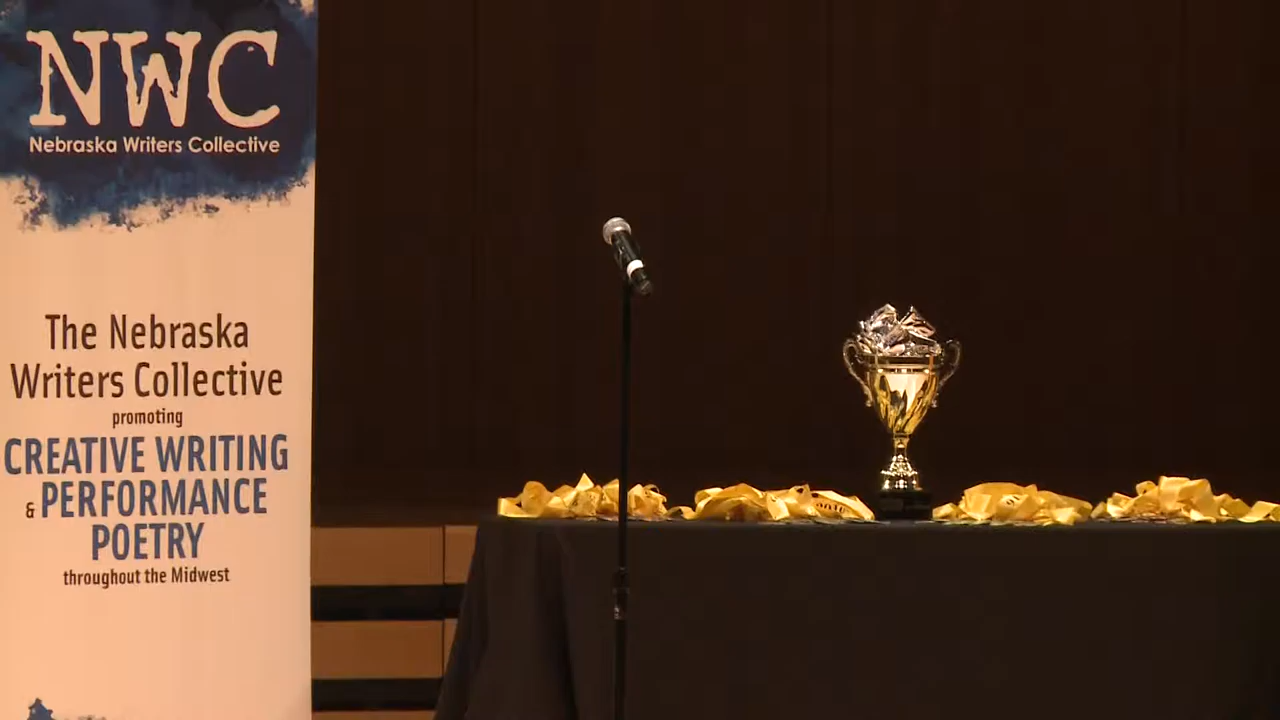 NWC
Nebraska Writers Collective
The Nebraska
Writers Collective
promoting
CREATIVE WRITING
& PERFORMANCE
POETRY
throughout the Midwest